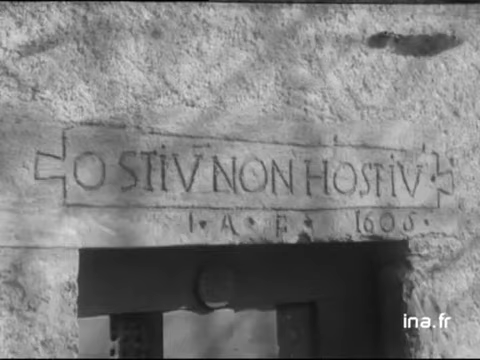 OSTIV̄ NON HOSTIV̄
I · A · F · 1605 ·
ina.fr